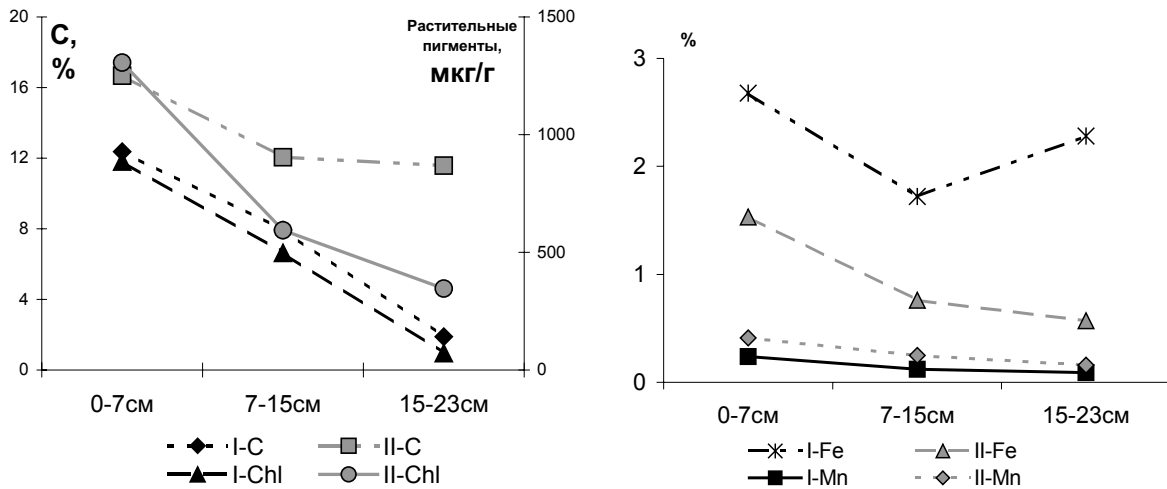 20
16
12
8
4
0
С,
%
Растительные
пигменты,
мкг/г
1500
1000
500
0
0-7см
7-15см
15-23см
I-C
II-C
I-Chl
II-Chl
%
3
2
1
0
0-7см
7-15см
15-23см
I-Fe
II-Fe
I-Mn
II-Mn